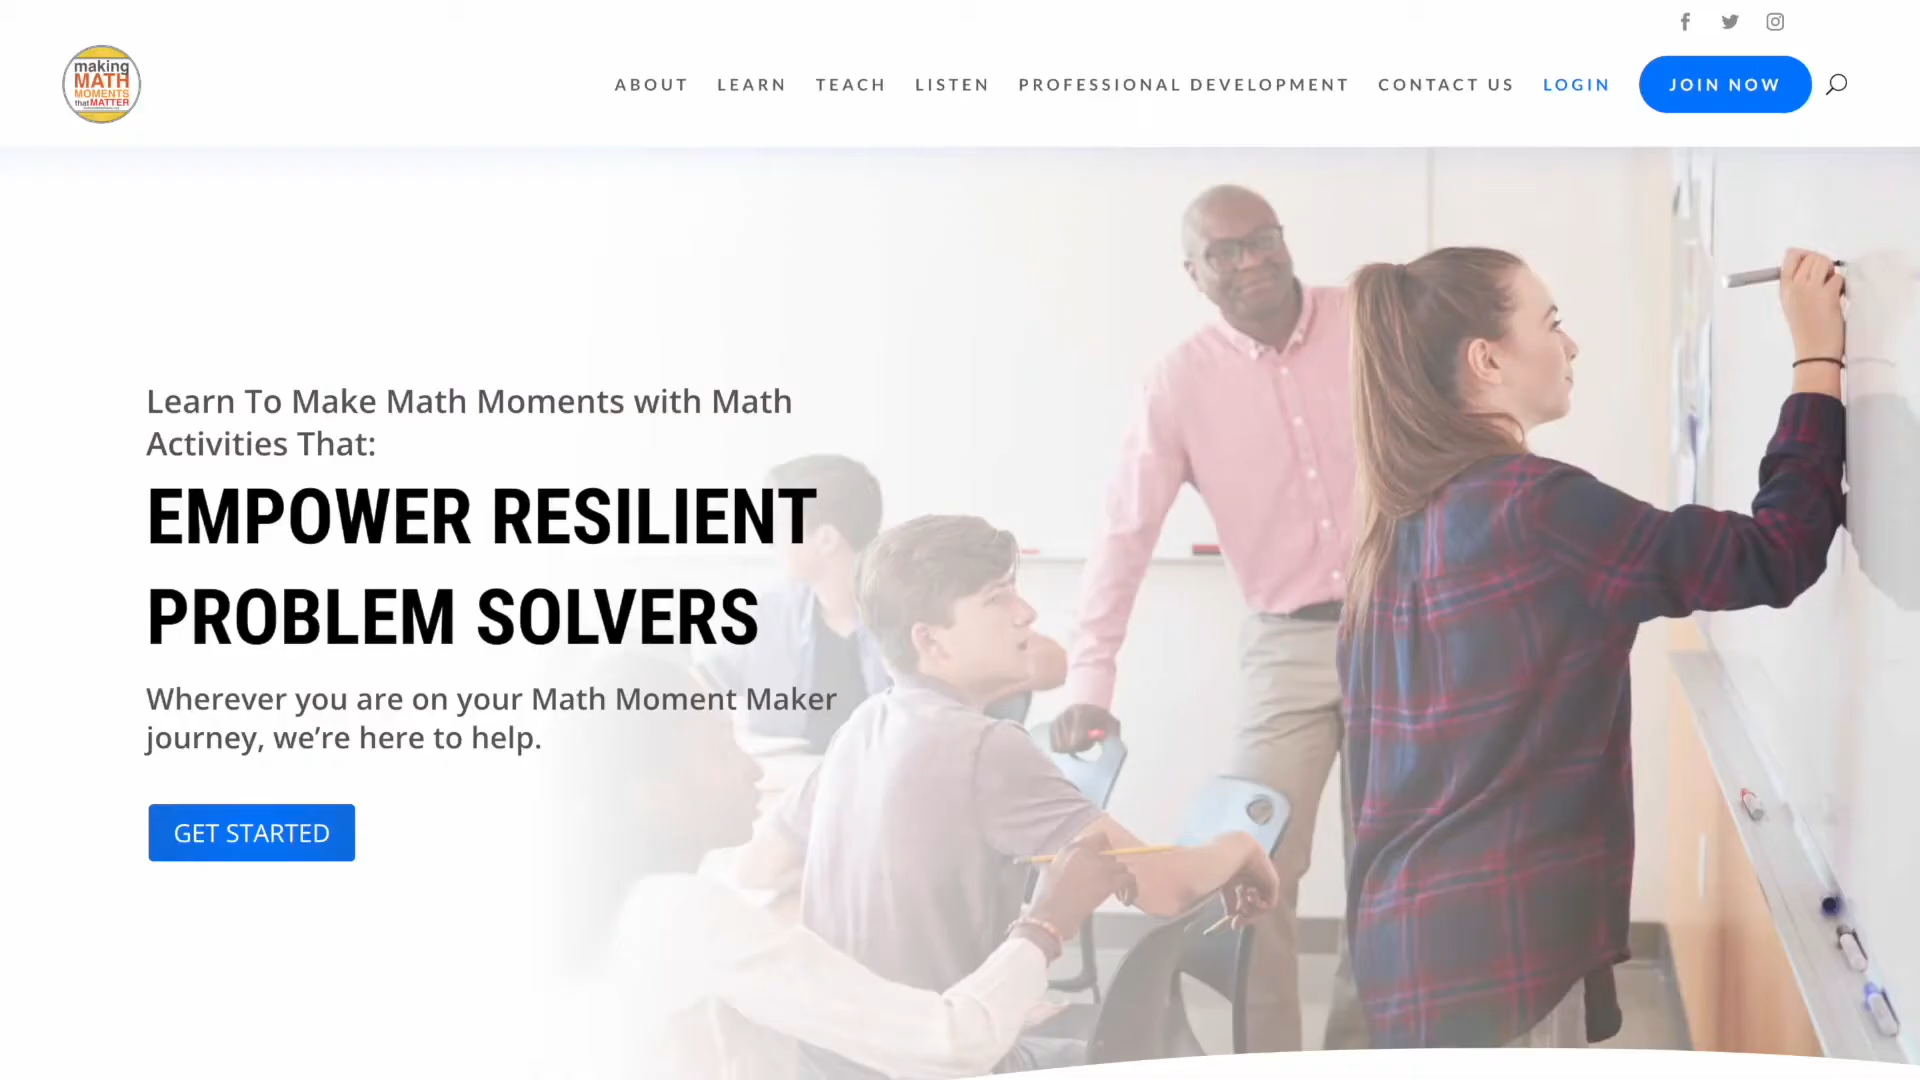 making
MATH
MOMENTS
that MATTER
ABOUT LEARN TEACH LISTEN PROFESSIONAL DEVELOPMENT CONTACT US LOGIN JOIN NOW
Learn To Make Math Moments with Math
Activities That:
EMPOWER RESILIENT
PROBLEM SOLVERS
Wherever you are on your Math Moment Maker
journey, we’re here to help.
GET STARTED